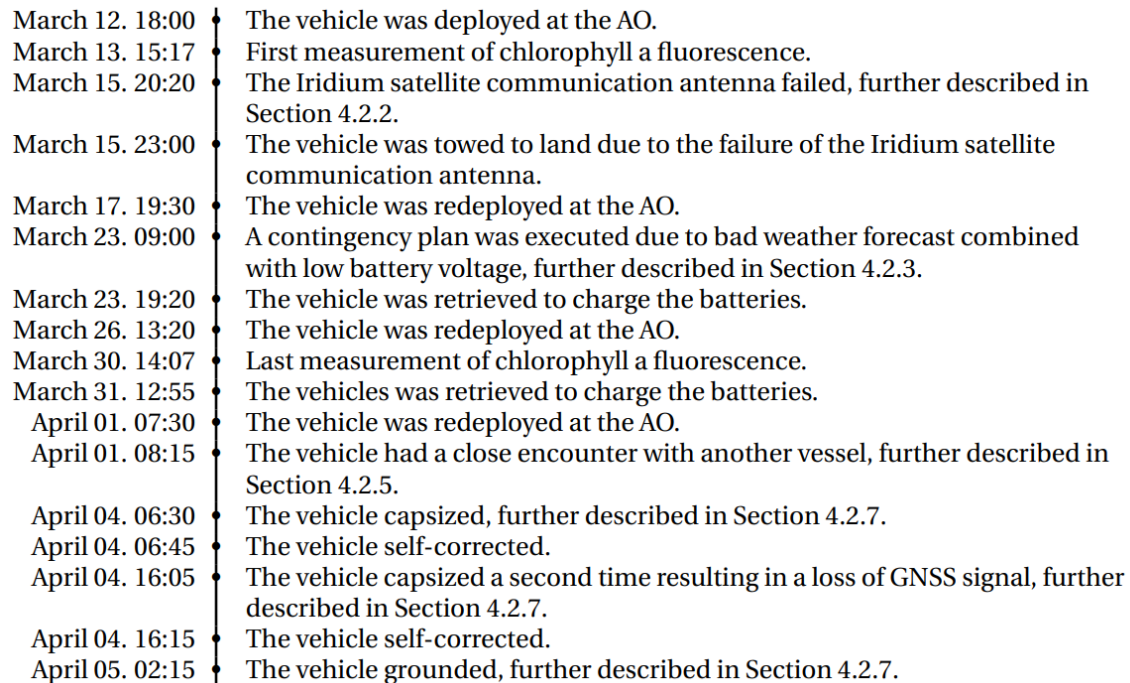 March 12. 18:00 The vehicle was deployed at the AO.
March 13. 15:17 First measurement of chlorophyll a fluorescence.
March 15. 20:20 The Iridium satellite communication antenna failed, further described in
Section 4.2.2.
March 15. 23:00 The vehicle was towed to land due to the failure of the Iridium satellite
communication antenna.
March 17. 19:30 The vehicle was redeployed at the AO.
March 23. 09:00 A contingency plan was executed due to bad weather forecast combined
with low battery voltage, further described in Section 4.2.3.
March 23. 19:20 The vehicle was retrieved to charge the batteries.
March 26. 13:20 The vehicle was redeployed at the AO.
March 30. 14:07 Last measurement of chlorophyll a fluorescence.
March 31. 12:55 The vehicles was retrieved to charge the batteries.
April 01. 07:30 The vehicle was redeployed at the AO.
April 01. 08:15 The vehicle had a close encounter with another vessel, further described in
Section 4.2.5.
April 04. 06:30 The vehicle capsized, further described in Section 4.2.7.
April 04. 06:45 The vehicle self-corrected.
April 04. 16:05 The vehicle capsized a second time resulting in a loss of GNSS signal, further
described in Section 4.2.7.
April 04. 16:15 The vehicle self-corrected.
April 05. 02:15 The vehicle grounded, further described in Section 4.2.7.